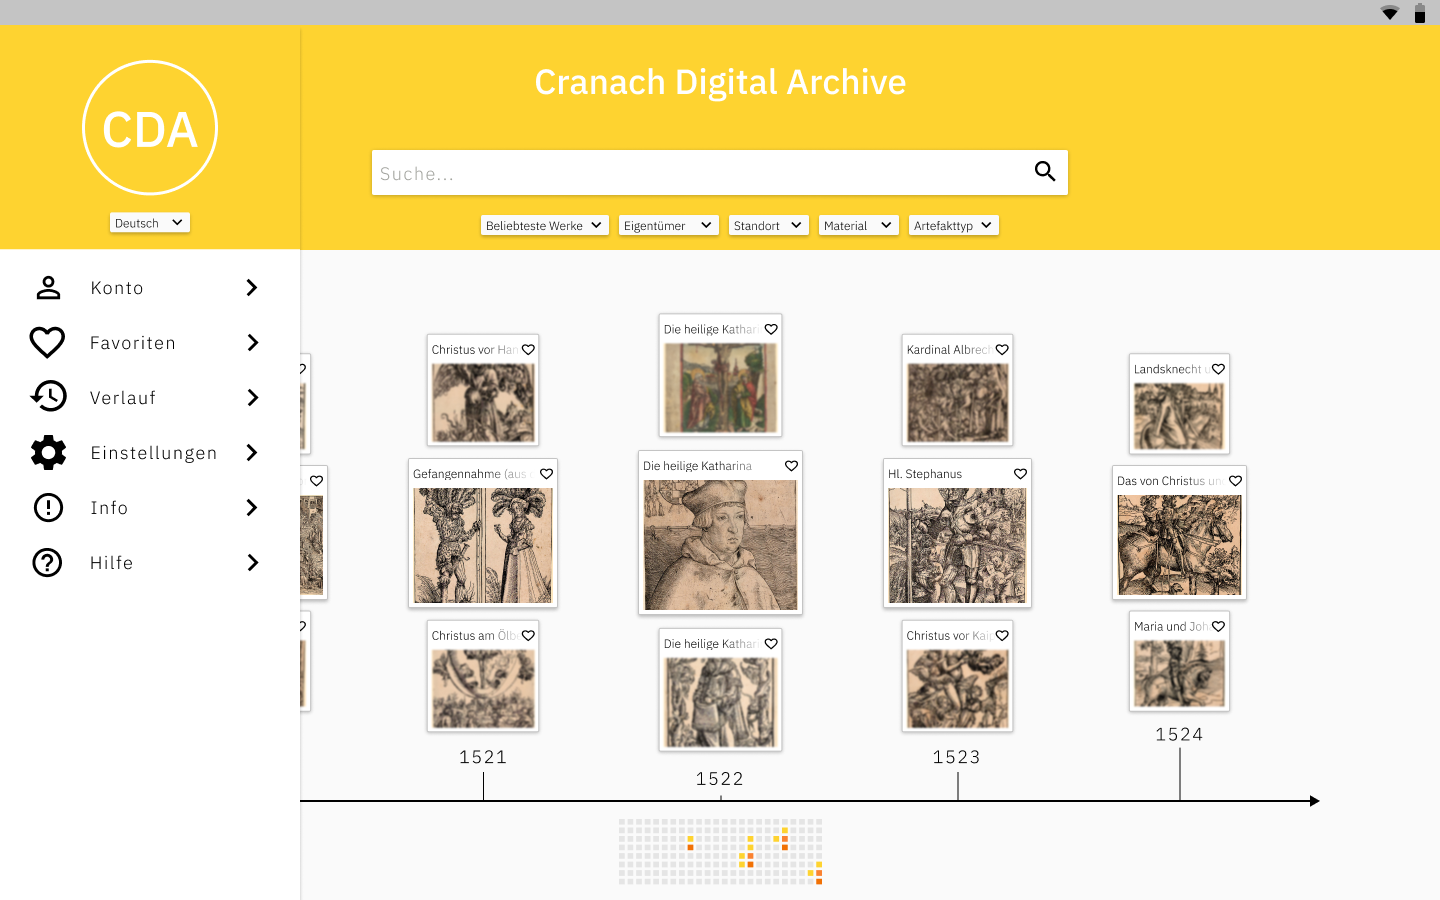 Cranach Digital Archive
CDA
Suche...
Deutsch
Beliebteste Werke
Eigentümer
Standort
Material
Artefakttyp
Konto
Favoriten
Verlauf
Einstellungen
Info
Hilfe
Christus vor Han
Die heilige Kathar
Kardinal Albrech
Landsknecht u
Gefangennahme (aus
Die heilige Katharina
Hl. Stephanus
Das von Christus un
Christus am Ölb
Die heilige Kathar
Christus vor Kaip
Maria und Joh
1521
1522
1523
1524